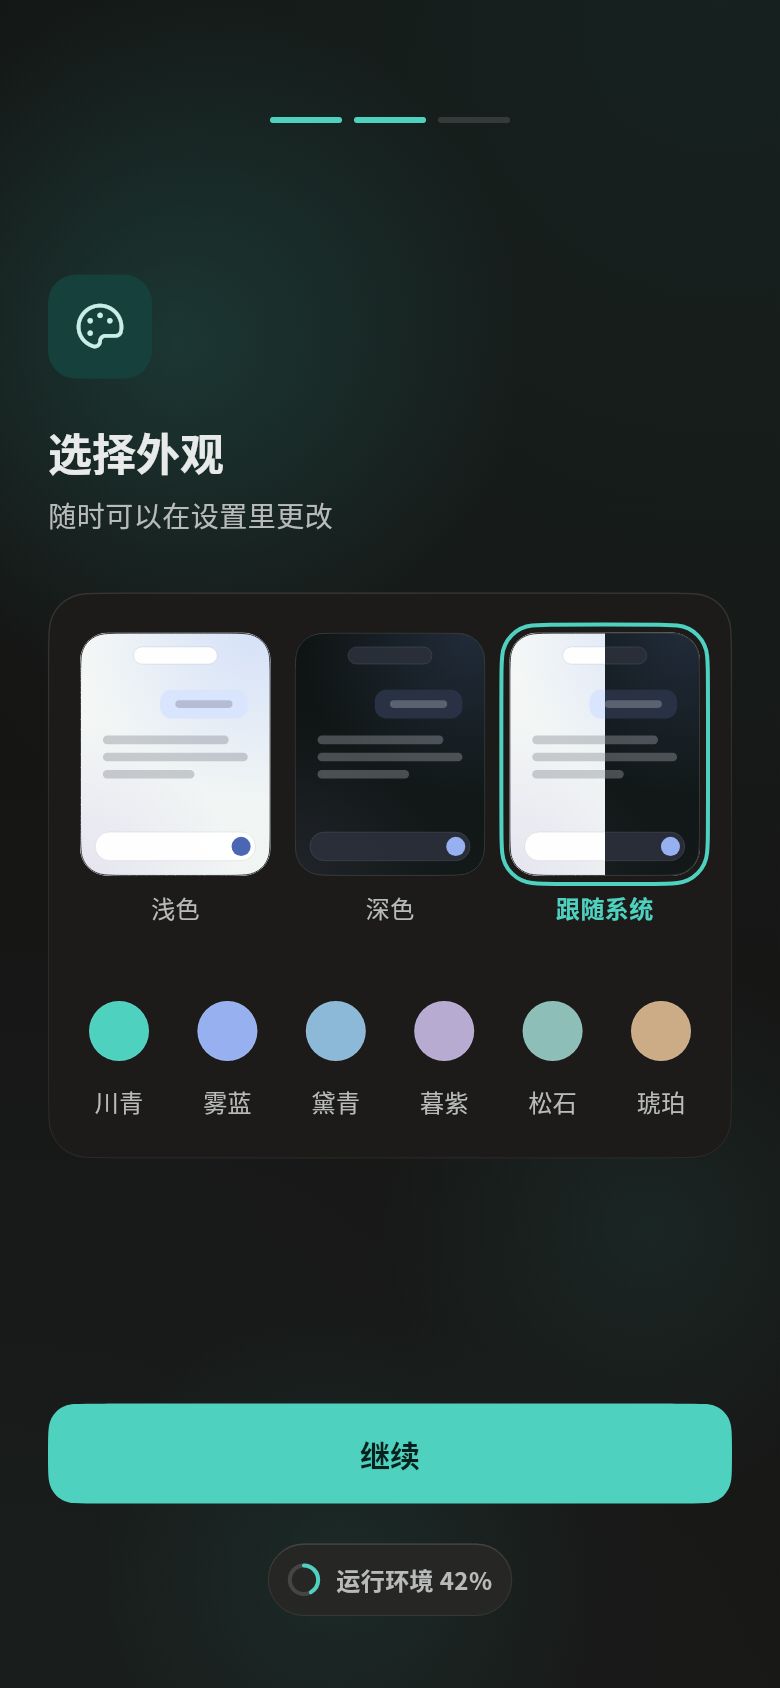 选择外观
随时可以在设置里更改
浅色
深色
跟随系统
川青
雾蓝
黛青
暮紫
松石
琥珀
继续
运行环境 42%